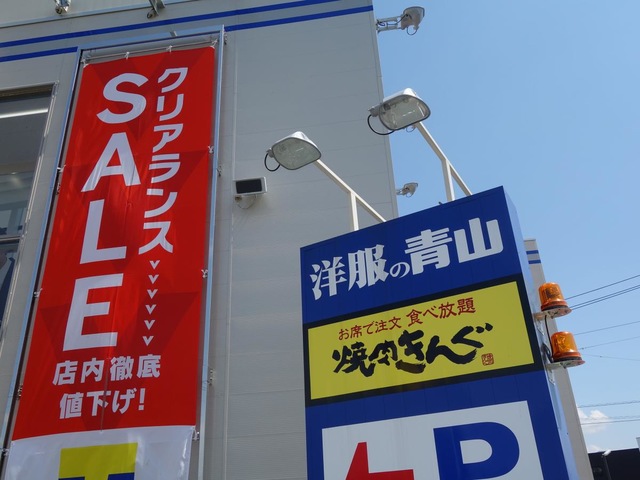 クリアランス
SALE
店内徹底
値下げ!
洋服の青山
お席で注文 食べ放題
焼肉きんぐ
P